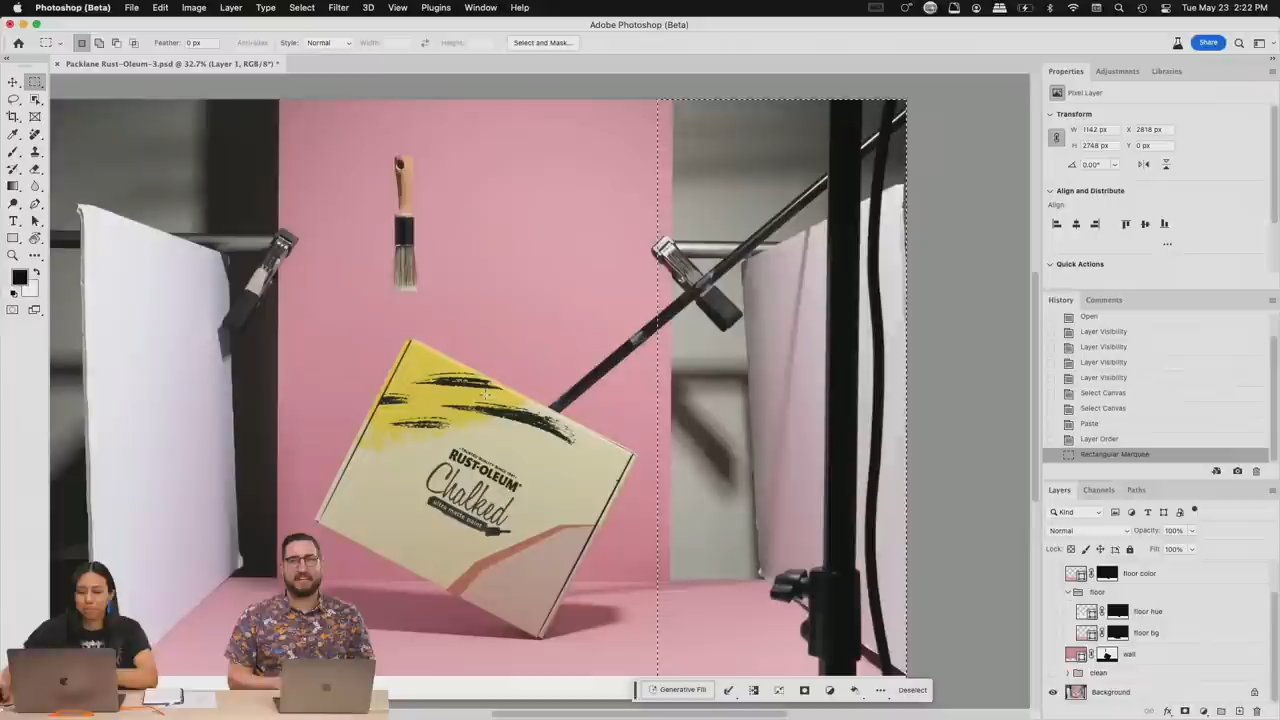 Photoshop (Beta) File Edit Image Layer Type Select Filter 3D View Plugins Window Help Tue May 23 2:22 PM
Adobe Photoshop (Beta)
Feather: 0 px Anti-alias Style: Normal Width: Height: Select and Mask... Share
Packlane Rust-Oleum-3.psd @ 32.7% (Layer 1, RGB/8*) *
Properties Adjustments Libraries
Pixel Layer
Transform
W 1142 px X 2818 px
H 2748 px Y 0 px
0.00°
Align and Distribute
Align:
Quick Actions
History Comments
Open
Layer Visibility
Layer Visibility
Layer Visibility
Layer Visibility
Select Canvas
Select Canvas
Paste
Layer Order
Rectangular Marquee
Layers Channels Paths
Kind
Normal Opacity: 100%
Lock: Fill: 100%
floor color
floor
floor hue
floor bg
wall
clean
Background
RUST-OLEUM
Chalked
ultra matte paint
Generative Fill Deselect